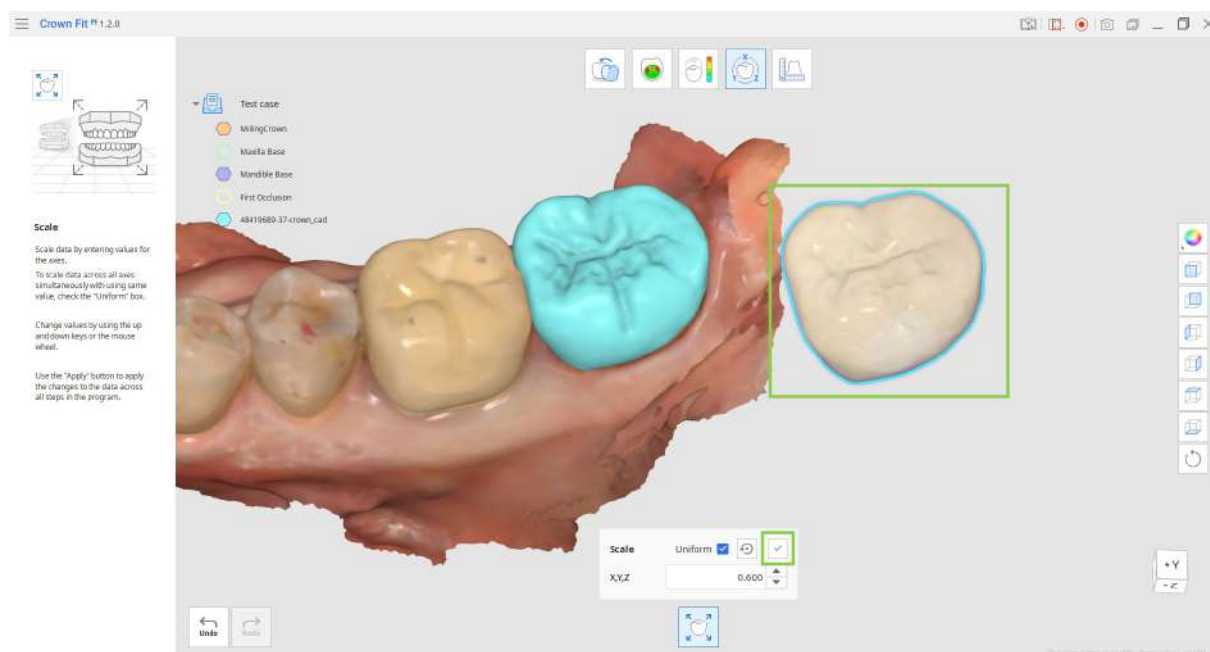 Crown Fit 1.2.0
Test case
MillingCrown
Maxilla Base
Mandible Base
First Occlusion
48419689-37-crown_cad
Scale
Scale data by entering values for
the axes.
To scale data across all axes
simultaneously with using same
value, check the "Uniform" box.
Change values by using the up
and down keys or the mouse
wheel.
Use the "Apply" button to apply
the changes to the data across
all steps in the program.
X
Y
Z
Scale Uniform
X,Y,Z 0.600
Undo
Redo
+Y
-Z